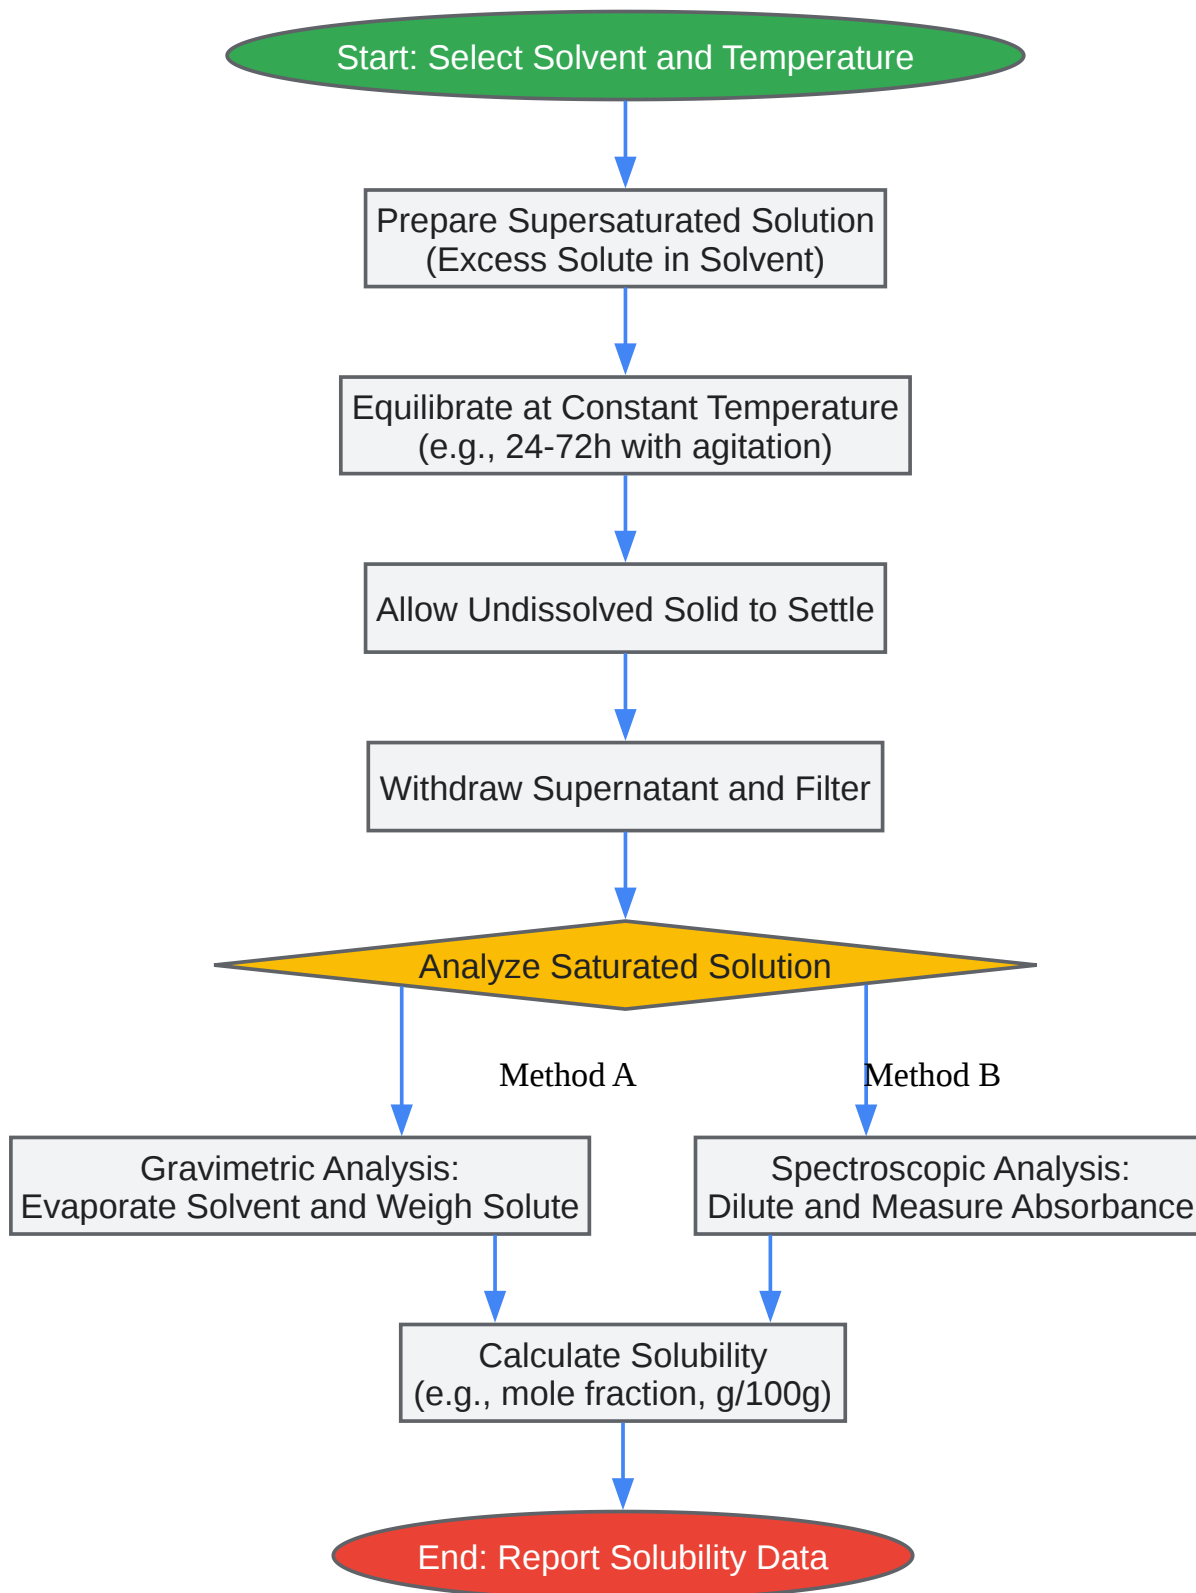 Start: Select Solvent and Temperature
Prepare Supersaturated Solution
(Excess Solute in Solvent)
Equilibrate at Constant Temperature
(e.g., 24-72h with agitation)
Allow Undissolved Solid to Settle
Withdraw Supernatant and Filter
Analyze Saturated Solution
Method A
Method B
Gravimetric Analysis:
Evaporate Solvent and Weigh Solute
Spectroscopic Analysis:
Dilute and Measure Absorbance
Calculate Solubility
(e.g., mole fraction, g/100g)
End: Report Solubility Data